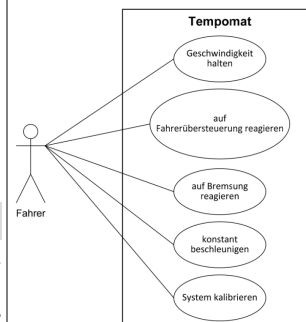 Tempomat
Geschwindigkeit
halten
auf
Fahrerübersteuerung reagieren
auf Bremsung
reagieren
Fahrer
konstant
beschleunigen
System kalibrieren